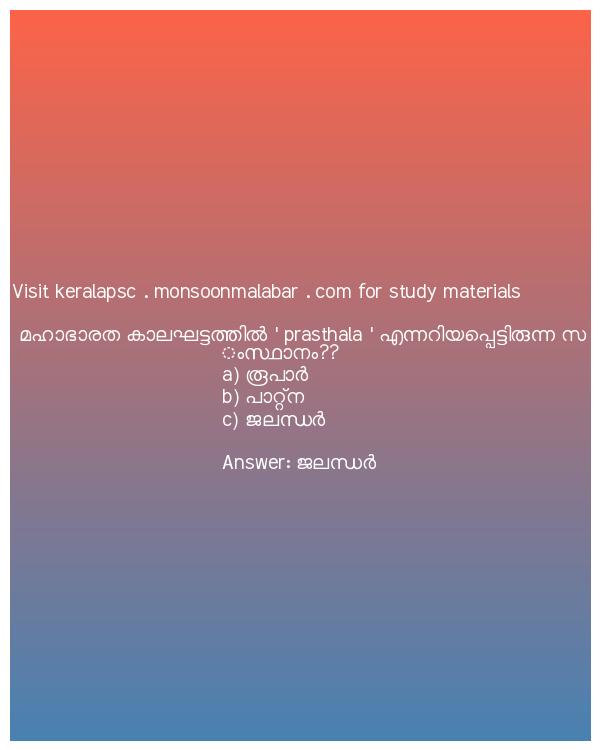 Visit keralapsc . monsoonmalabar . com for study materials
മഹാഭാരത കാലഘട്ടത്തിൽ ' prasthala ' എന്നറിയപ്പെട്ടിരുന്ന സ
ംസ്ഥാനം??
a) രൂപാർ
b) പാറ്റ്ന
c) ജലന്ധർ
Answer: ജലന്ധർ